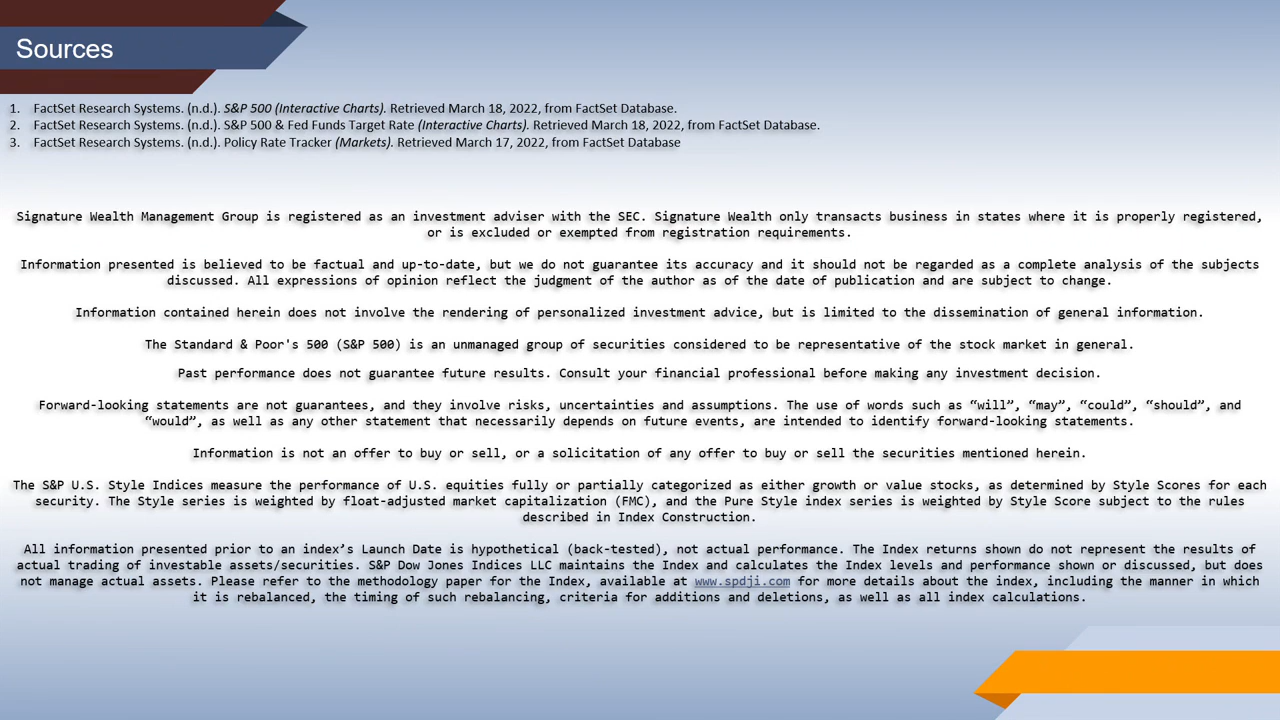 Sources
1. FactSet Research Systems. (n.d.). S&P 500 (Interactive Charts). Retrieved March 18, 2022, from FactSet Database.
2. FactSet Research Systems. (n.d.). S&P 500 & Fed Funds Target Rate (Interactive Charts). Retrieved March 18, 2022, from FactSet Database.
3. FactSet Research Systems. (n.d.). Policy Rate Tracker (Markets). Retrieved March 17, 2022, from FactSet Database
Signature Wealth Management Group is registered as an investment adviser with the SEC. Signature Wealth only transacts business in states where it is properly registered,
or is excluded or exempted from registration requirements.
Information presented is believed to be factual and up-to-date, but we do not guarantee its accuracy and it should not be regarded as a complete analysis of the subjects
discussed. All expressions of opinion reflect the judgment of the author as of the date of publication and are subject to change.
Information contained herein does not involve the rendering of personalized investment advice, but is limited to the dissemination of general information.
The Standard & Poor's 500 (S&P 500) is an unmanaged group of securities considered to be representative of the stock market in general.
Past performance does not guarantee future results. Consult your financial professional before making any investment decision.
Forward-looking statements are not guarantees, and they involve risks, uncertainties and assumptions. The use of words such as “will”, “may”, “could”, “should”, and
“would”, as well as any other statement that necessarily depends on future events, are intended to identify forward-looking statements.
Information is not an offer to buy or sell, or a solicitation of any offer to buy or sell the securities mentioned herein.
The S&P U.S. Style Indices measure the performance of U.S. equities fully or partially categorized as either growth or value stocks, as determined by Style Scores for each
security. The Style series is weighted by float-adjusted market capitalization (FMC), and the Pure Style index series is weighted by Style Score subject to the rules
described in Index Construction.
All information presented prior to an index’s Launch Date is hypothetical (back-tested), not actual performance. The Index returns shown do not represent the results of
actual trading of investable assets/securities. S&P Dow Jones Indices LLC maintains the Index and calculates the Index levels and performance shown or discussed, but does
not manage actual assets. Please refer to the methodology paper for the Index, available at www.spdji.com for more details about the index, including the manner in which
it is rebalanced, the timing of such rebalancing, criteria for additions and deletions, as well as all index calculations.